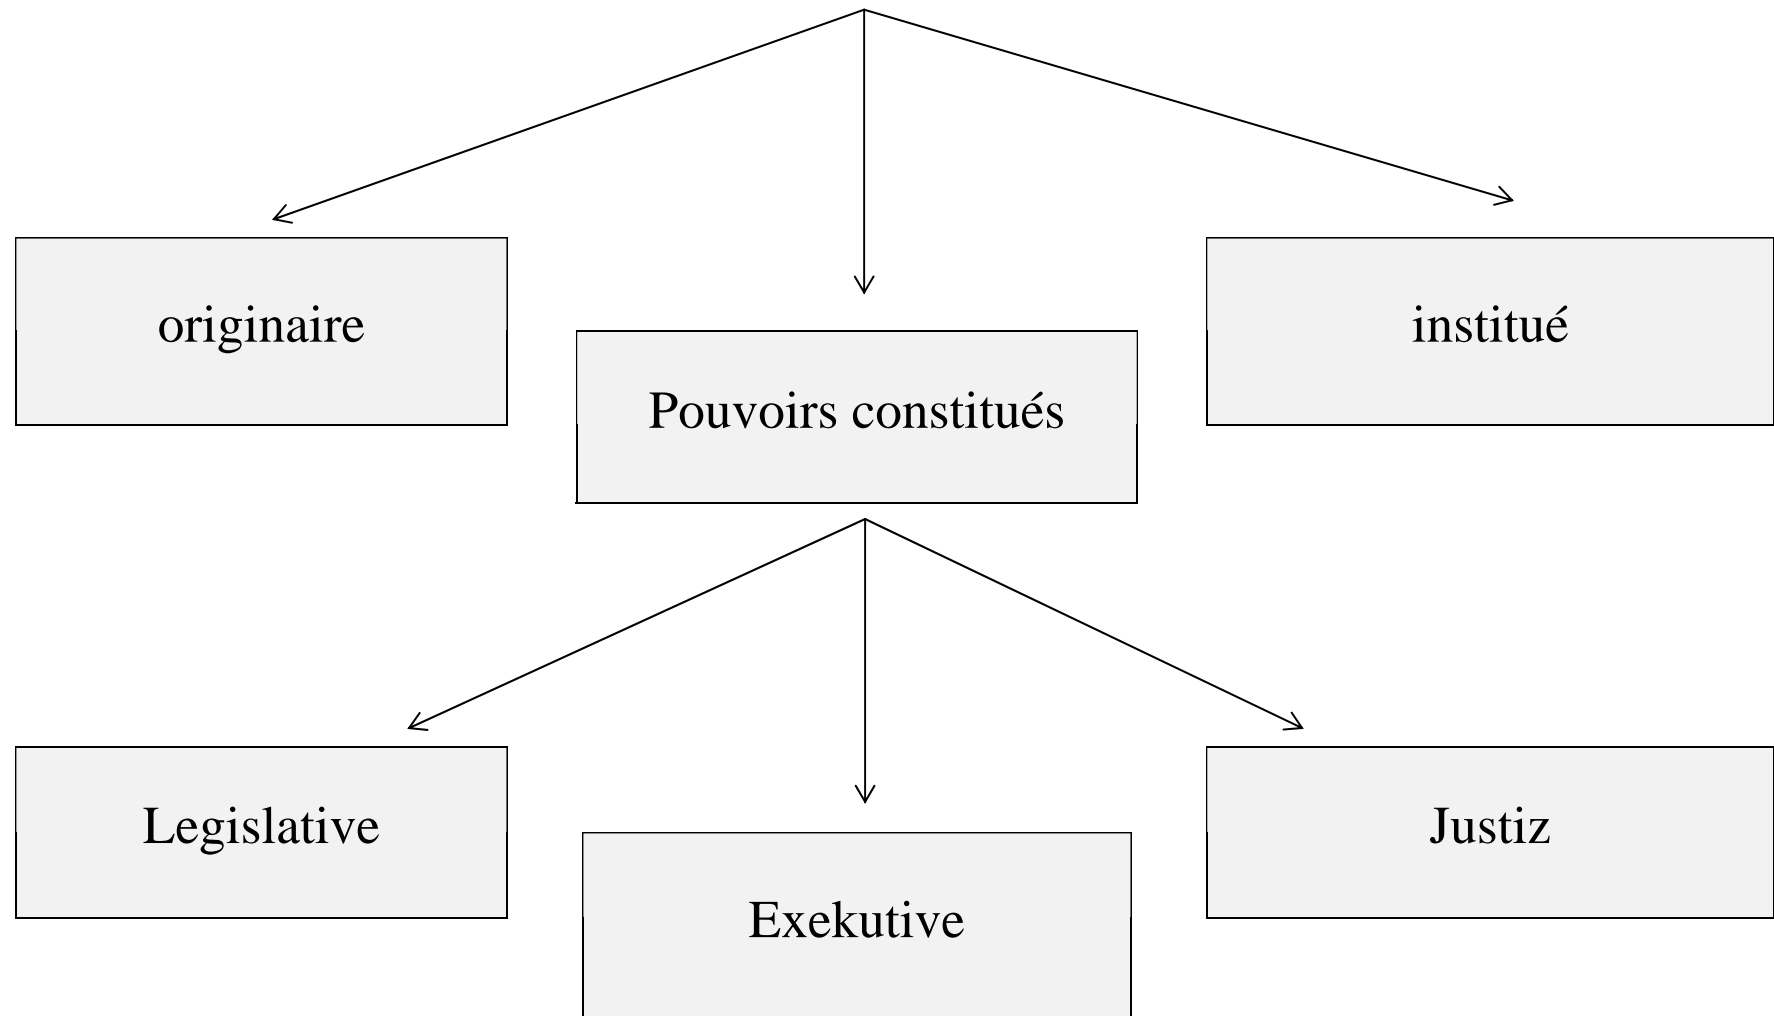 originaire
institué
Pouvoirs constitués
Legislative
Justiz
Exekutive